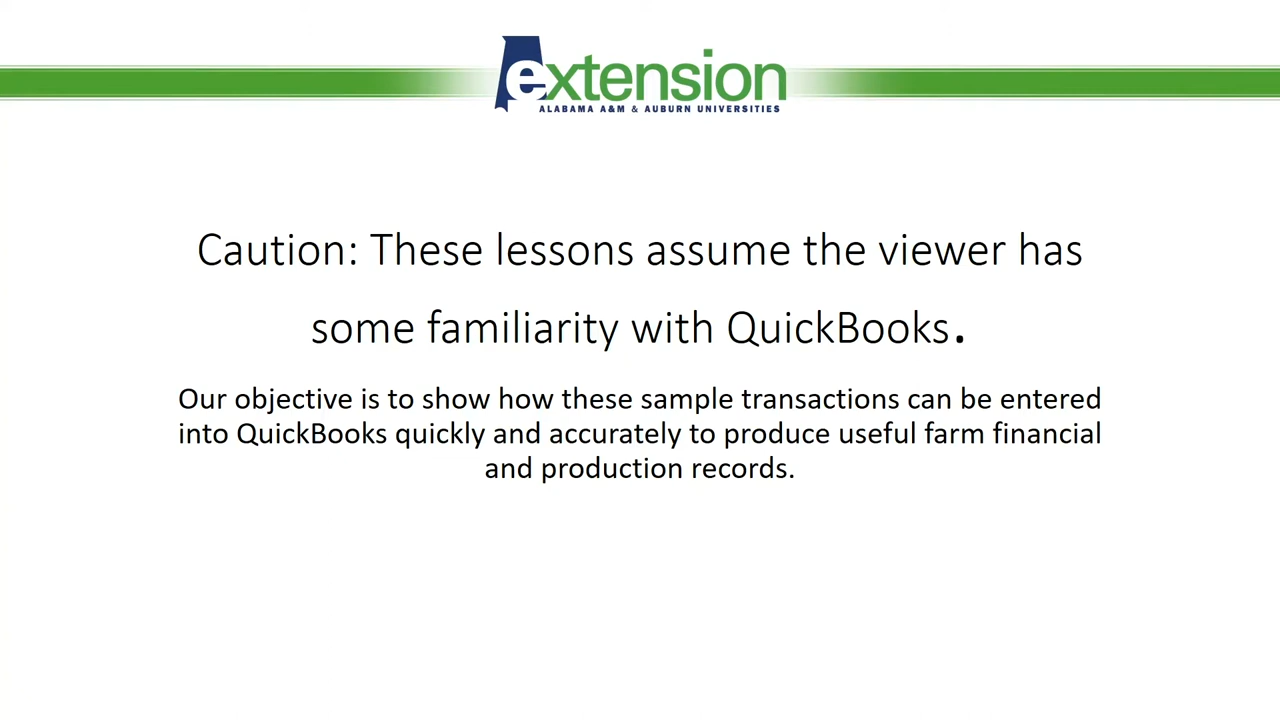 extension
ALABAMA A&M & AUBURN UNIVERSITIES
Caution: These lessons assume the viewer has
some familiarity with QuickBooks.
Our objective is to show how these sample transactions can be entered
into QuickBooks quickly and accurately to produce useful farm financial
and production records.